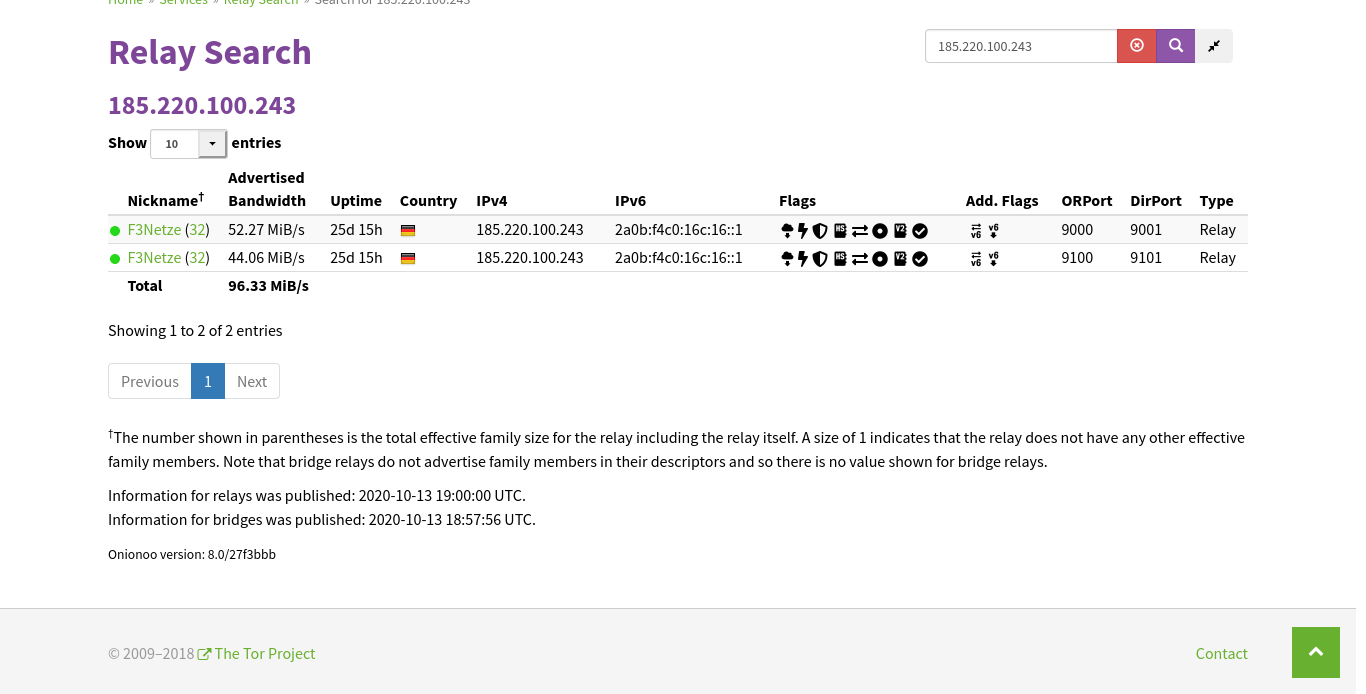 Home » Services » Relay Search » Search for 185.220.100.243
Relay Search
185.220.100.243
185.220.100.243
Show 10 entries
Nickname† Advertised Bandwidth Uptime Country IPv4 IPv6 Flags Add. Flags ORPort DirPort Type
F3Netze (32) 52.27 MiB/s 25d 15h 185.220.100.243 2a0b:f4c0:16c:16::1 HS V2 v6 v6 9000 9001 Relay
F3Netze (32) 44.06 MiB/s 25d 15h 185.220.100.243 2a0b:f4c0:16c:16::1 HS V2 v6 v6 9100 9101 Relay
Total 96.33 MiB/s
Showing 1 to 2 of 2 entries
Previous 1 Next
†The number shown in parentheses is the total effective family size for the relay including the relay itself. A size of 1 indicates that the relay does not have any other effective
family members. Note that bridge relays do not advertise family members in their descriptors and so there is no value shown for bridge relays.
Information for relays was published: 2020-10-13 19:00:00 UTC.
Information for bridges was published: 2020-10-13 18:57:56 UTC.
Onionoo version: 8.0/27f3bbb
© 2009–2018 The Tor Project Contact